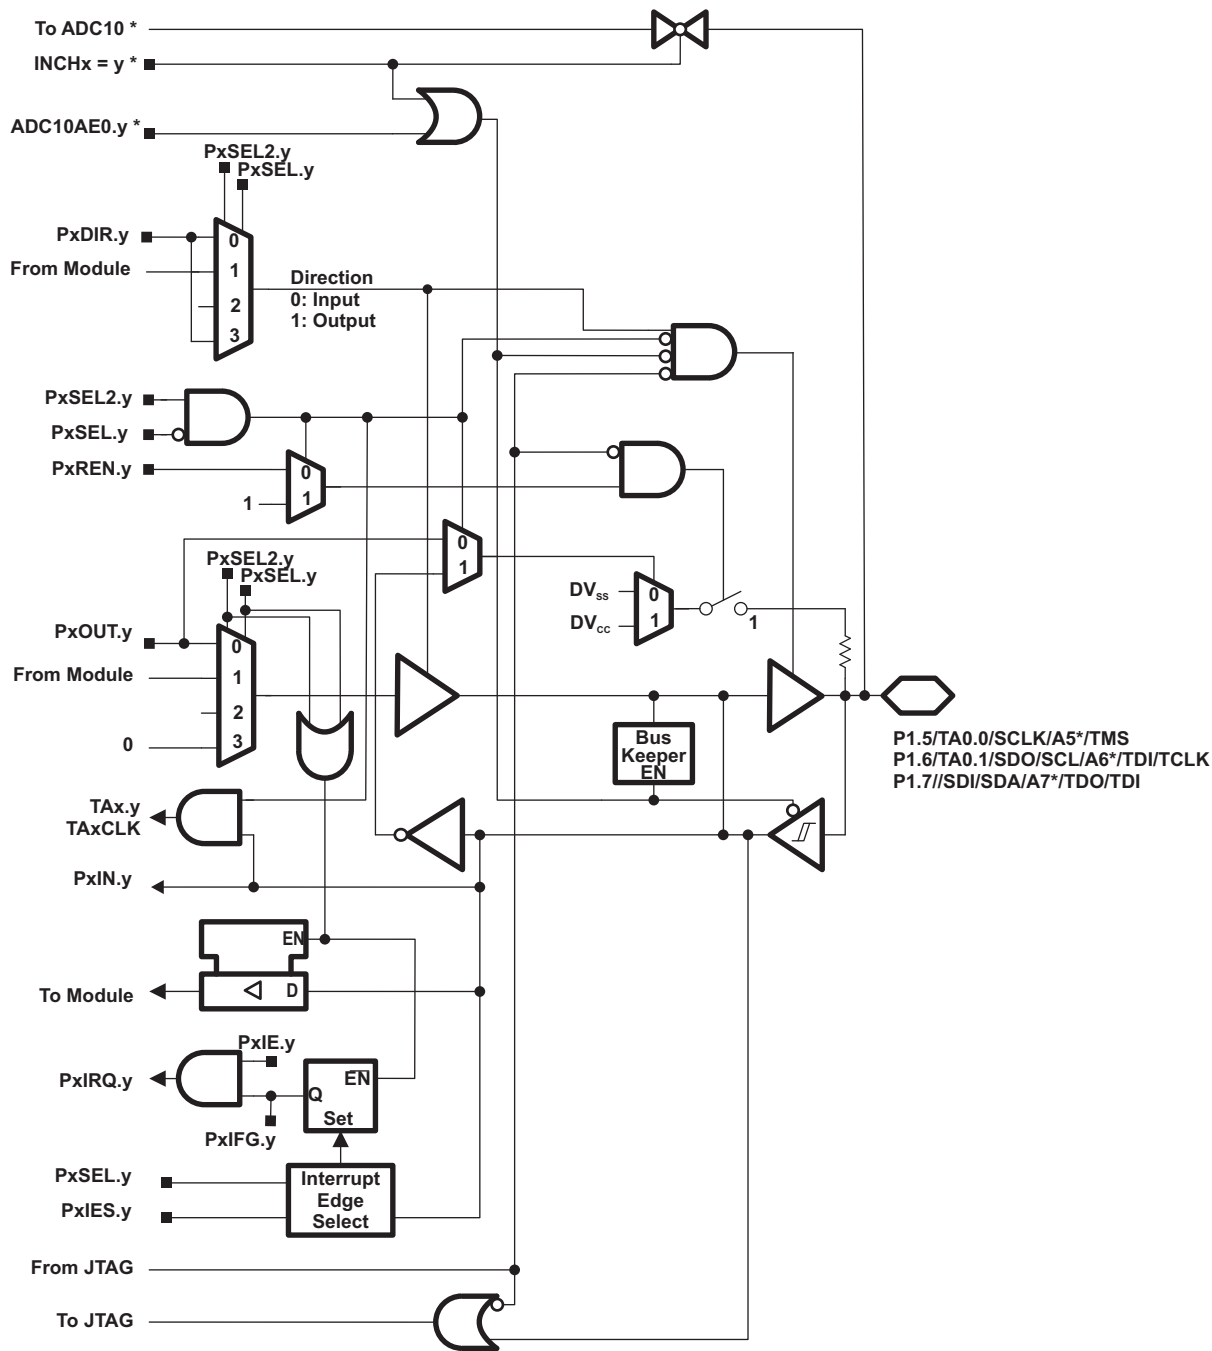 To ADC10 *
INCHx = y *
ADC10AE0.y *
PxSEL2.y
PxSEL.y
PxDIR.y
0
From Module
1
2
3
Direction
0: Input
1: Output
PxSEL2.y
PxSEL.y
PxREN.y
0
1
1
PxSEL2.y
PxSEL.y
0
1
DVSS
0
DVCC
1
1
PxOUT.y
0
From Module
1
2
0
3
Bus
Keeper
EN
P1.5/TA0.0/SCLK/A5*/TMS
P1.6/TA0.1/SDO/SCL/A6*/TDI/TCLK
P1.7//SDI/SDA/A7*/TDO/TDI
TAx.y
TAxCLK
PxIN.y
EN
To Module
D
PxIE.y
PxIRQ.y
EN
Q
Set
PxIFG.y
PxSEL.y
PxIES.y
Interrupt
Edge
Select
From JTAG
To JTAG